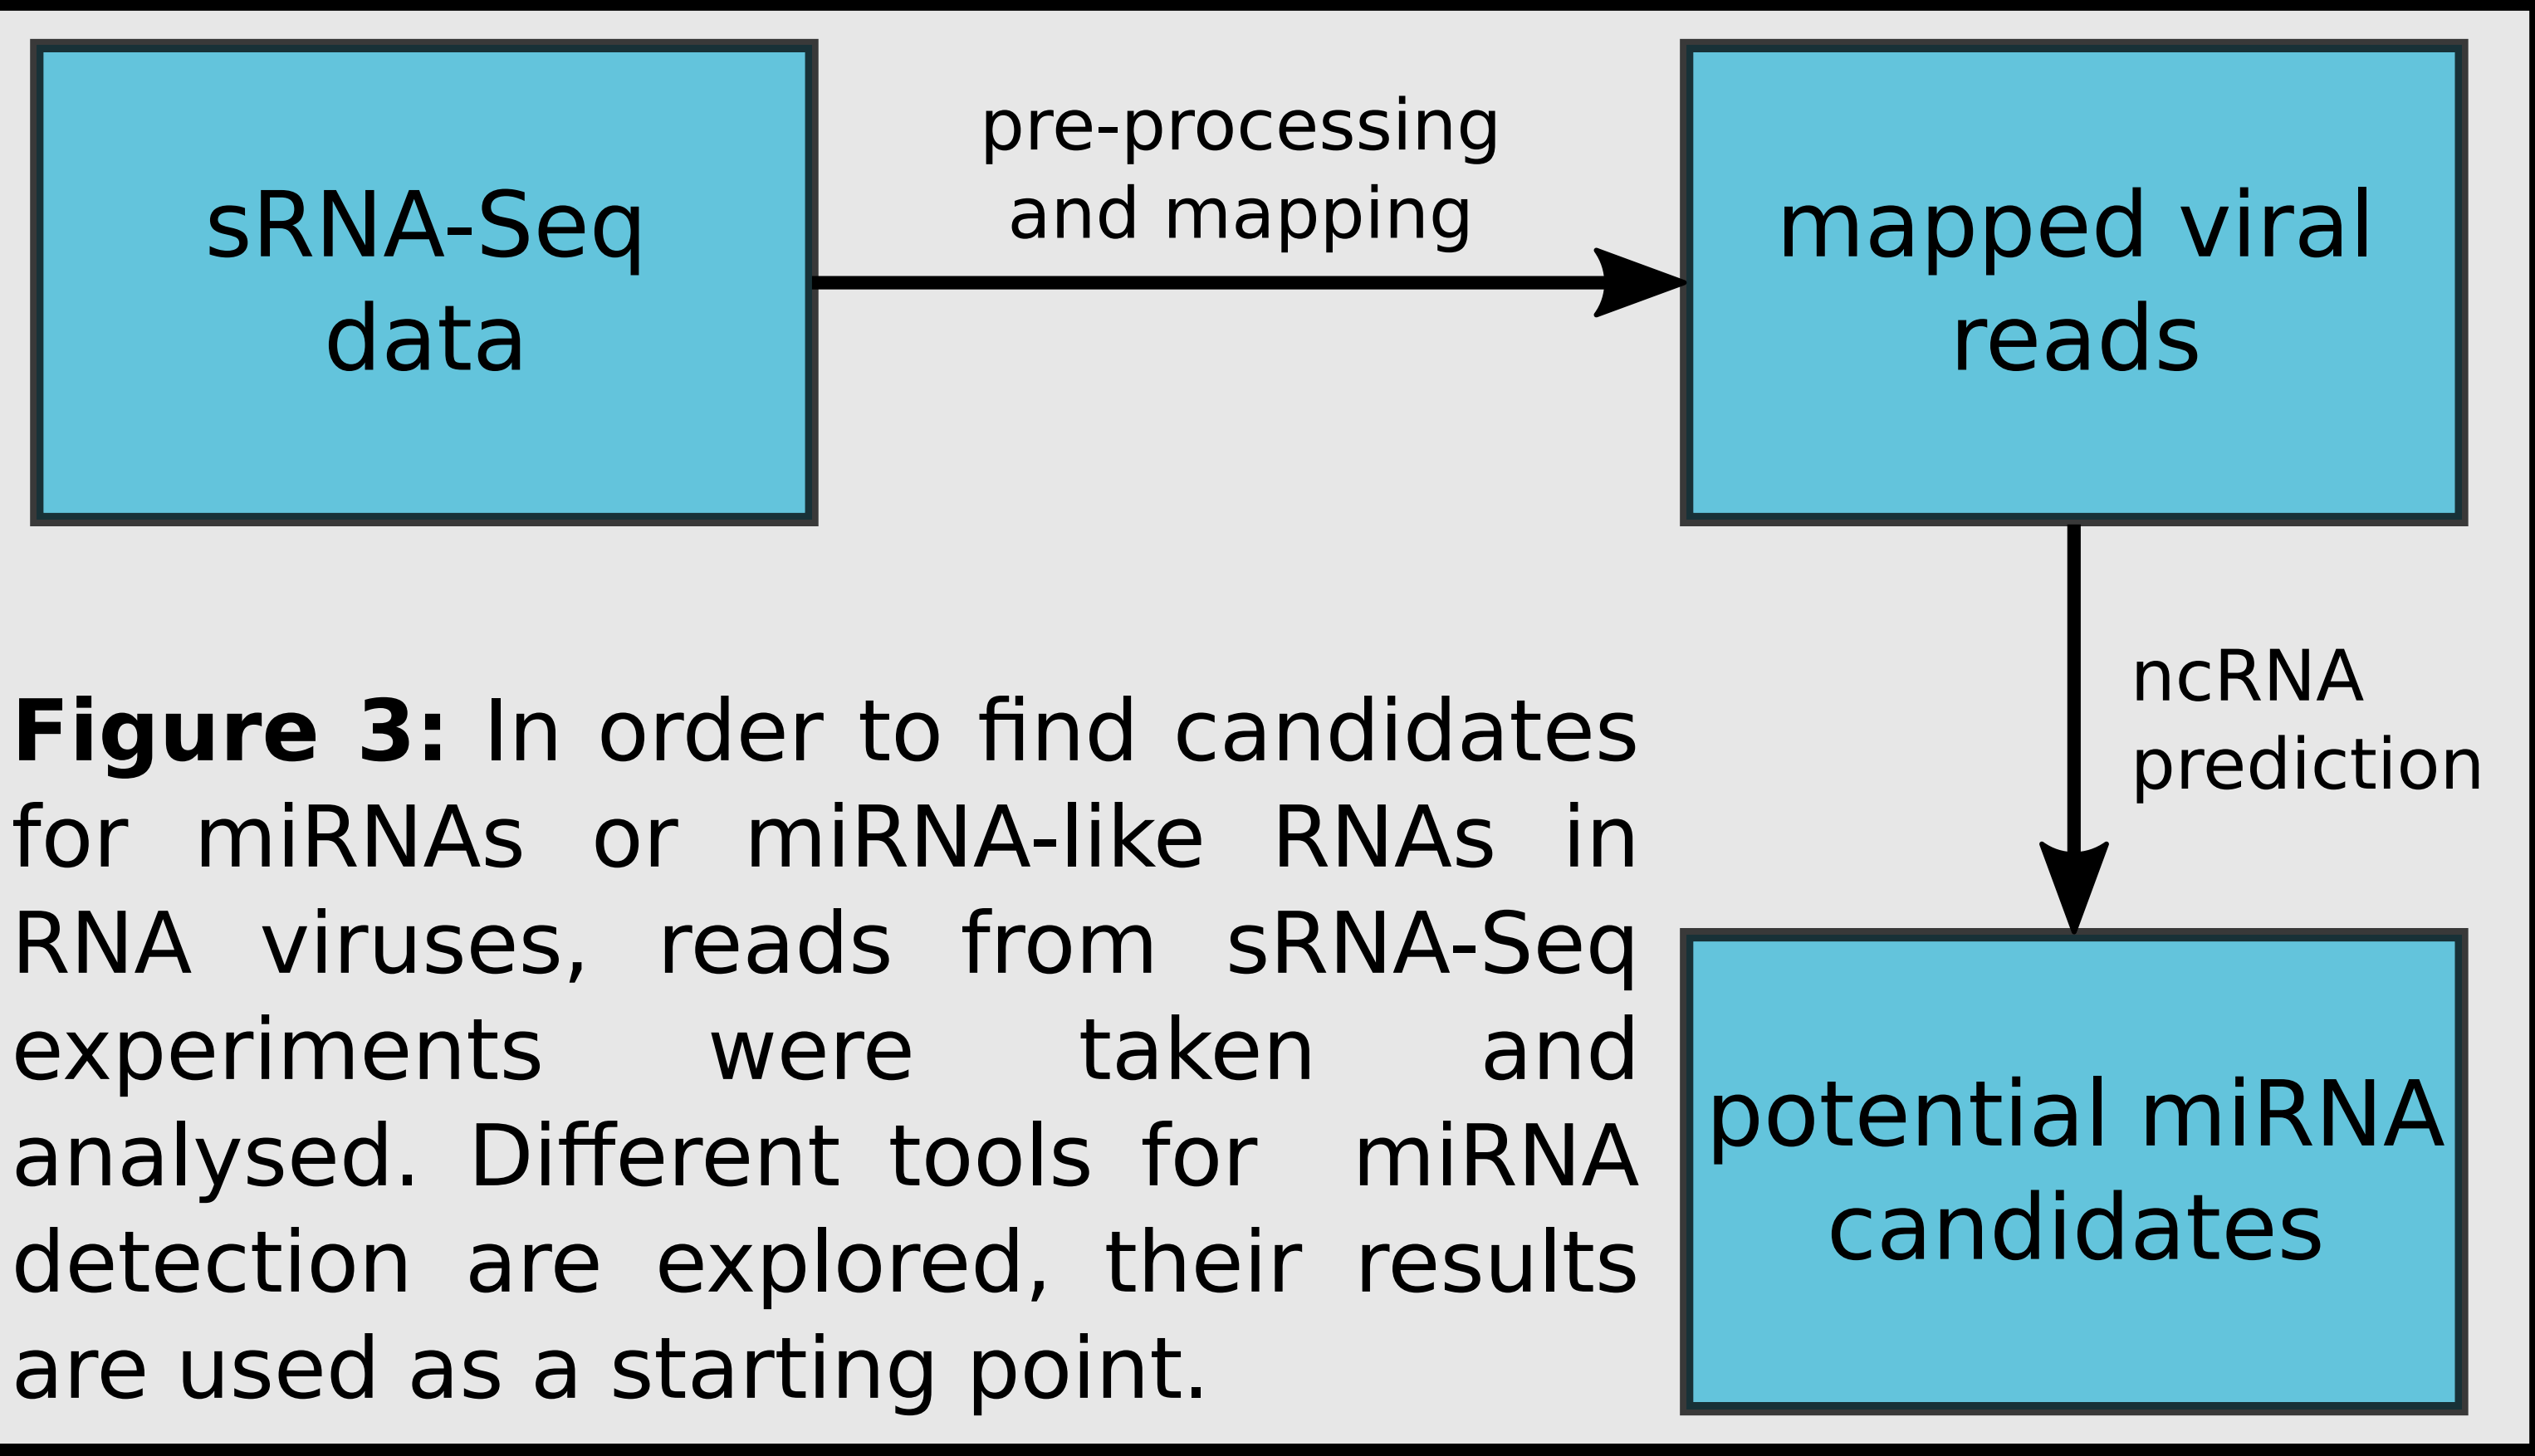 sRNA-Seq
data
pre-processing
and mapping
mapped viral
reads
ncRNA
prediction
potential miRNA
candidates
Figure 3: In order to find candidates
for miRNAs or miRNA-like RNAs in
RNA viruses, reads from sRNA-Seq
experiments were taken and
analysed. Different tools for miRNA
detection are explored, their results
are used as a starting point.